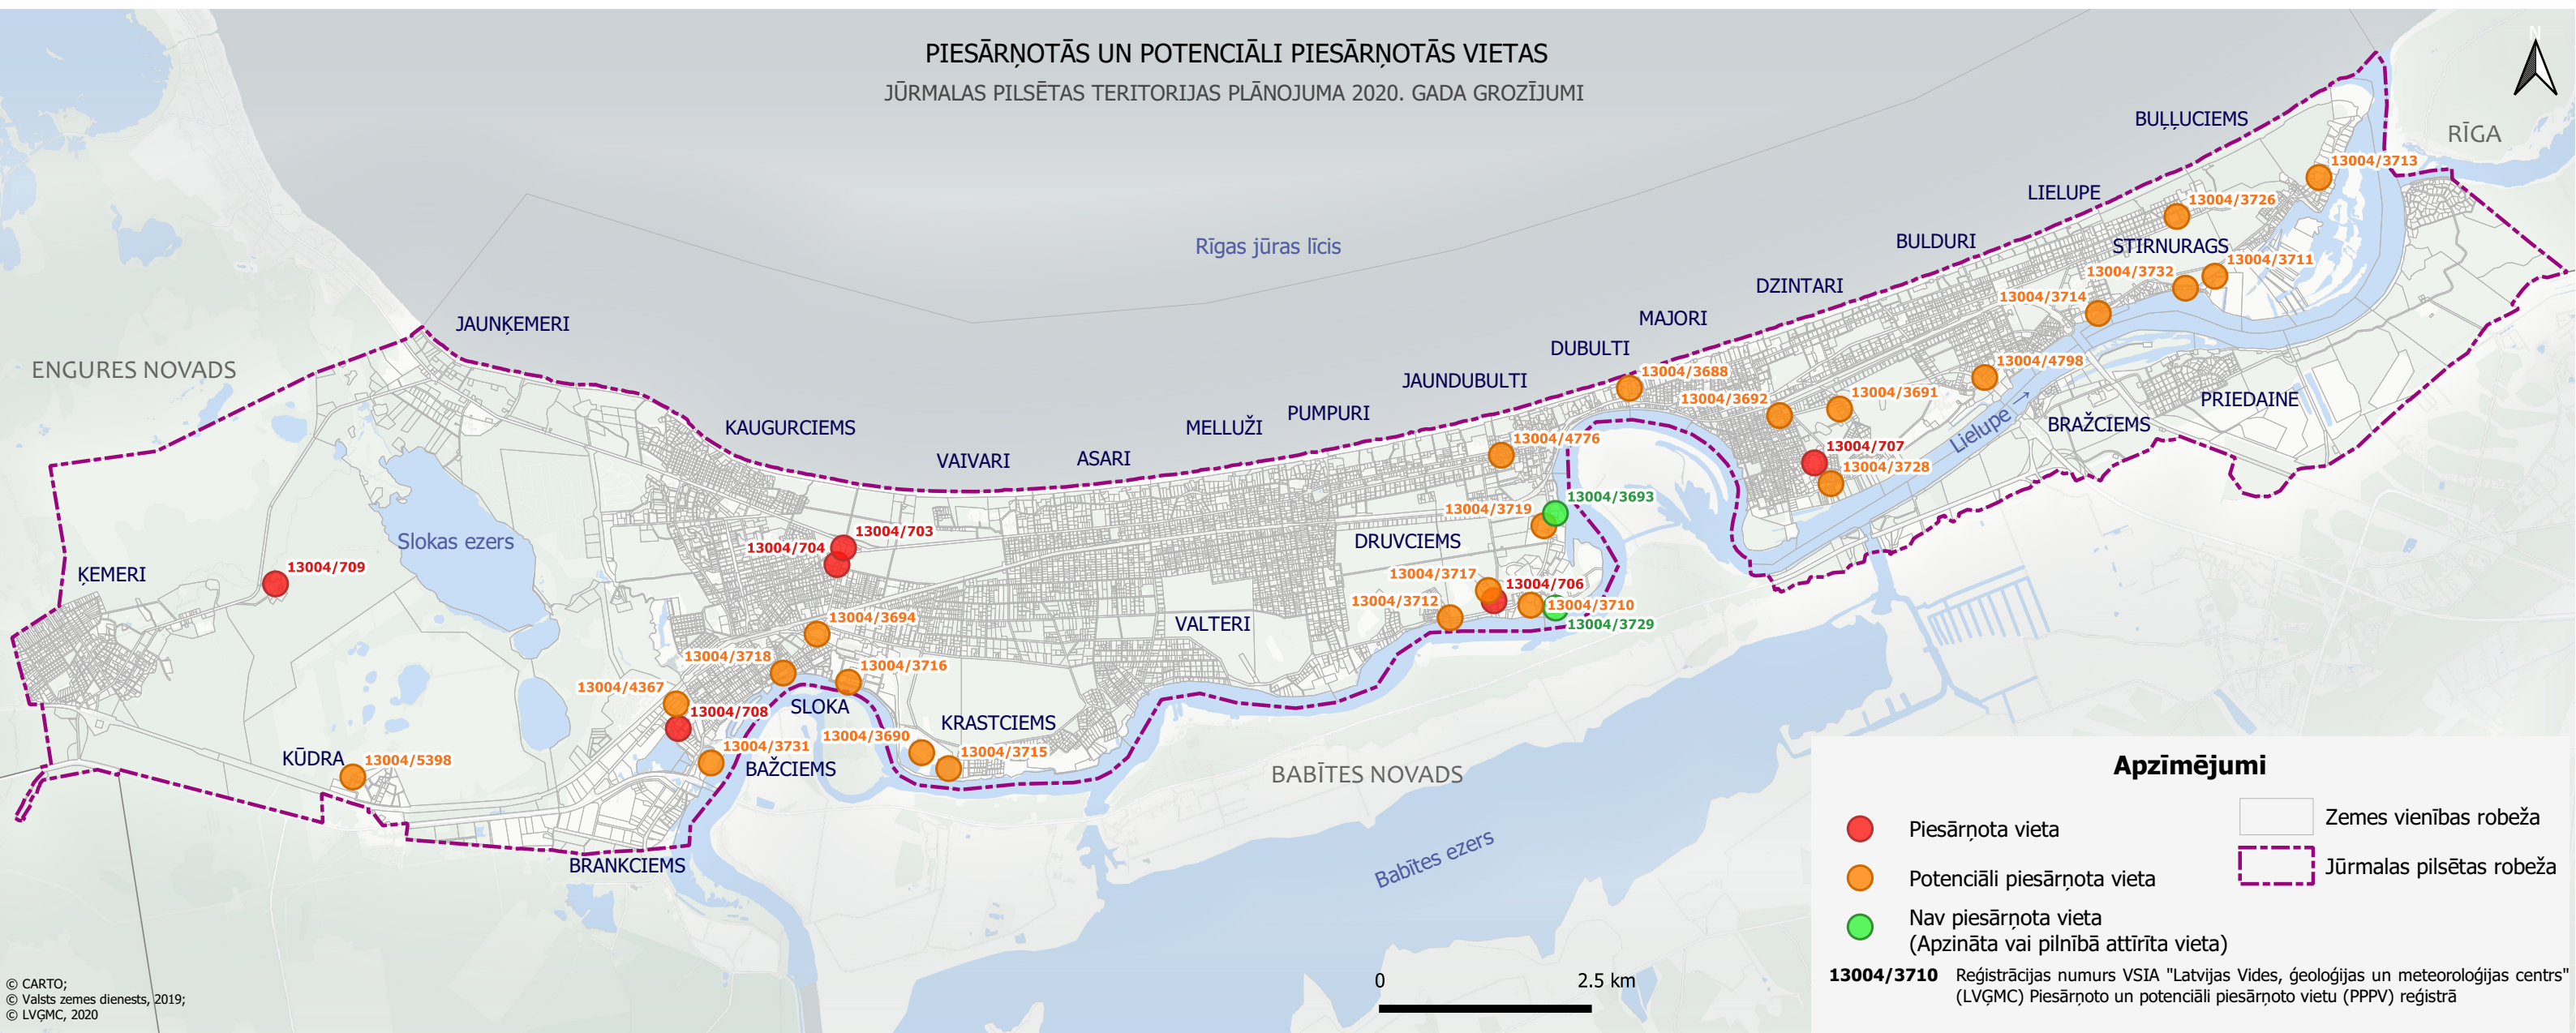 PIESĀRŅOTĀS UN POTENCIĀLI PIESĀRŅOTĀS VIETAS
JŪRMALAS PILSĒTAS TERITORIJAS PLĀNOJUMA 2020. GADA GROZĪJUMI
N
BUĻĻUCIEMS
RĪGA
13004/3713
LIELUPE
13004/3726
BULDURI
STIRNURAGS
Rīgas jūras līcis
13004/3711
13004/3732
DZINTARI
13004/3714
MAJORI
JAUNĶEMERI
DUBULTI
13004/4798
ENGURES NOVADS
13004/3688
JAUNDUBULTI
13004/3691
13004/3692
PRIEDAINE
PUMPURI
Lielupe →
BRAŽCIEMS
KAUGURCIEMS
MELLUŽI
13004/4776
13004/707
VAIVARI
ASARI
13004/3728
13004/3693
13004/3719
13004/703
Slokas ezers
DRUVCIEMS
13004/704
13004/709
ĶEMERI
13004/3717
13004/706
13004/3712
13004/3710
13004/3694
VALTERI
13004/3729
13004/3718
13004/3716
13004/4367
13004/708
SLOKA
KRASTCIEMS
13004/3690
13004/3731
13004/3715
KŪDRA
13004/5398
BAŽCIEMS
BABĪTES NOVADS
BRANKCIEMS
Babītes ezers
Apzīmējumi
Piesārņota vieta
Potenciāli piesārņota vieta
Nav piesārņota vieta
(Apzināta vai pilnībā attīrīta vieta)
Zemes vienības robeža
Jūrmalas pilsētas robeža
13004/3710 Reģistrācijas numurs VSIA "Latvijas Vides, ģeoloģijas un meteoroloģijas centrs"
(LVĢMC) Piesārņoto un potenciāli piesārņoto vietu (PPPV) reģistrā
0 2.5 km
© CARTO;
© Valsts zemes dienests, 2019;
© LVĢMC, 2020